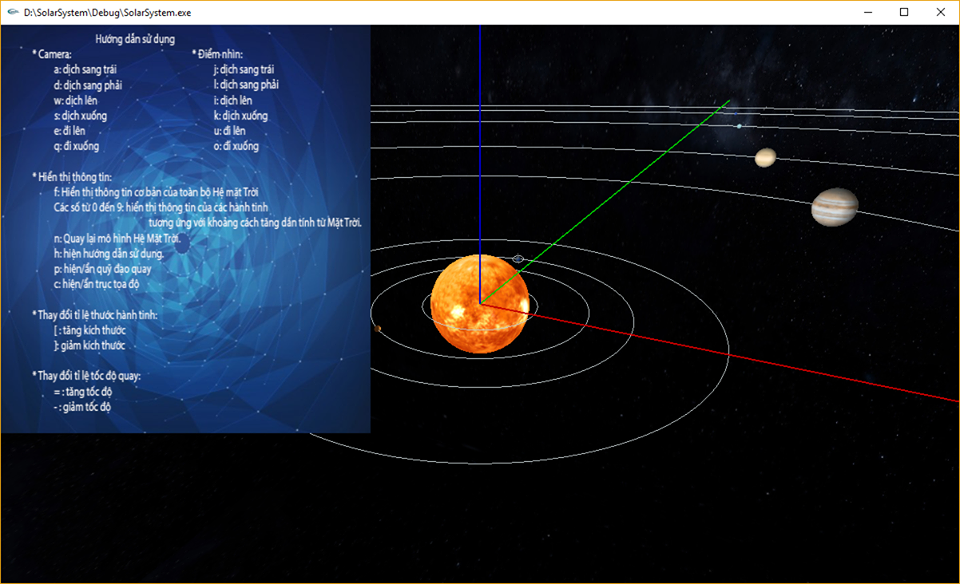 D:\SolarSystem\Debug\SolarSystem.exe
Hướng dẫn sử dụng
* Camera:
a: dịch sang trái
d: dịch sang phải
w: dịch lên
s: dịch xuống
e: đi lên
q: đi xuống
* Điểm nhìn:
j: dịch sang trái
l: dịch sang phải
i: dịch lên
k: dịch xuống
u: đi lên
o: đi xuống
* Hiển thị thông tin:
f: Hiển thị thông tin cơ bản của toàn bộ Hệ mặt Trời
Các số từ 0 đến 9: hiển thị thông tin của các hành tinh
tương ứng với khoảng cách tăng dần tính từ Mặt Trời.
n: Quay lại mô hình Hệ Mặt Trời.
h: hiện hướng dẫn sử dụng.
p: hiện/ẩn quỹ đạo quay
c: hiện/ẩn trục tọa độ
* Thay đổi tỉ lệ thước hành tinh:
[ : tăng kích thước
]: giảm kích thước
* Thay đổi tỉ lệ tốc độ quay:
= : tăng tốc độ
- : giảm tốc độ